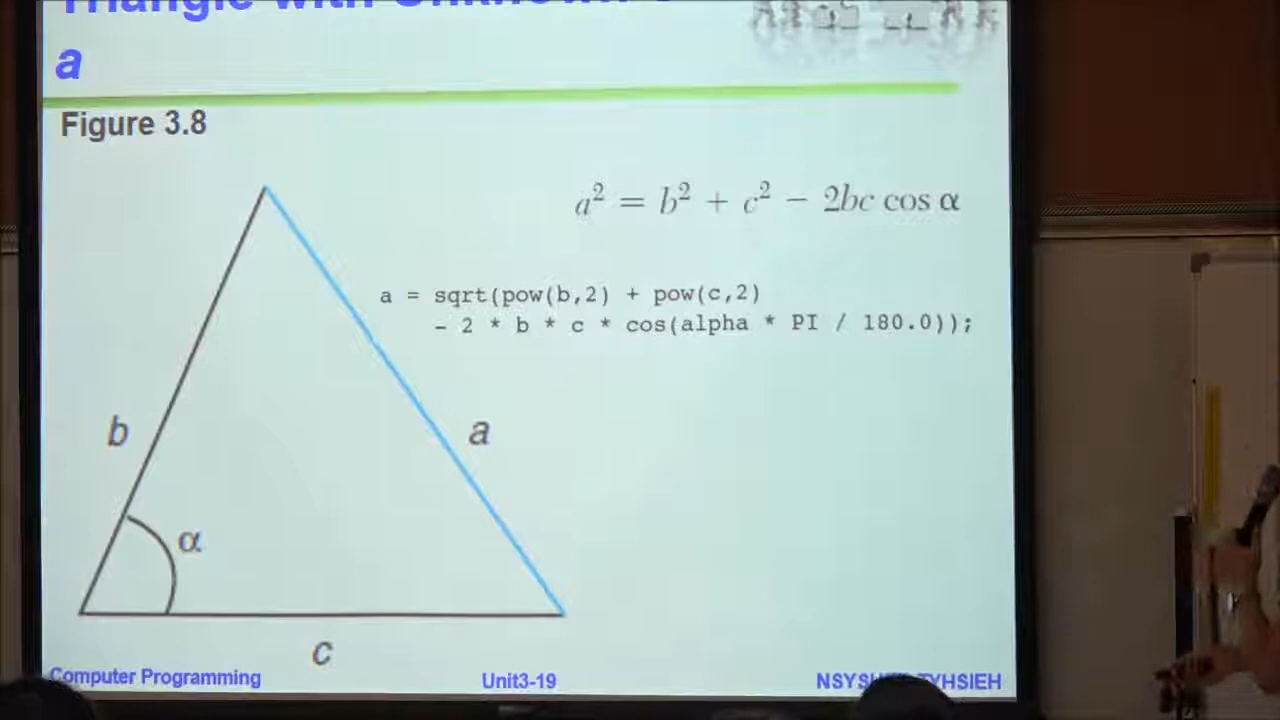 Triangle with Unknown
a
Figure 3.8
a² = b² + c² − 2bc cos α
a = sqrt(pow(b,2) + pow(c,2)
- 2 * b * c * cos(alpha * PI / 180.0));
b
a
α
c
Computer Programming
Unit3-19